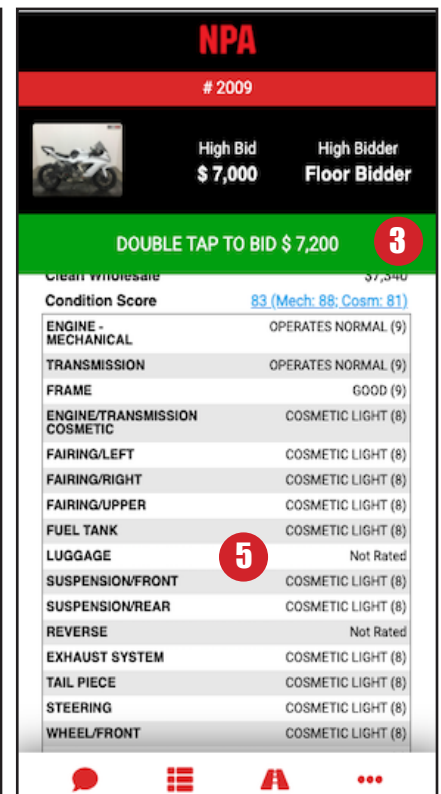 NPA
# 2009
High Bid High Bidder
$ 7,000 Floor Bidder
DOUBLE TAP TO BID $ 7,200 3
Clean Wholesale $7,340
Condition Score 83 (Mech: 88; Cosm: 81)
ENGINE - OPERATES NORMAL (9)
MECHANICAL
TRANSMISSION OPERATES NORMAL (9)
FRAME GOOD (9)
ENGINE/TRANSMISSION COSMETIC LIGHT (8)
COSMETIC
FAIRING/LEFT COSMETIC LIGHT (8)
FAIRING/RIGHT COSMETIC LIGHT (8)
FAIRING/UPPER COSMETIC LIGHT (8)
FUEL TANK COSMETIC LIGHT (8)
LUGGAGE 5 Not Rated
SUSPENSION/FRONT COSMETIC LIGHT (8)
SUSPENSION/REAR COSMETIC LIGHT (8)
REVERSE Not Rated
EXHAUST SYSTEM COSMETIC LIGHT (8)
TAIL PIECE COSMETIC LIGHT (8)
STEERING COSMETIC LIGHT (8)
WHEEL/FRONT COSMETIC LIGHT (8)